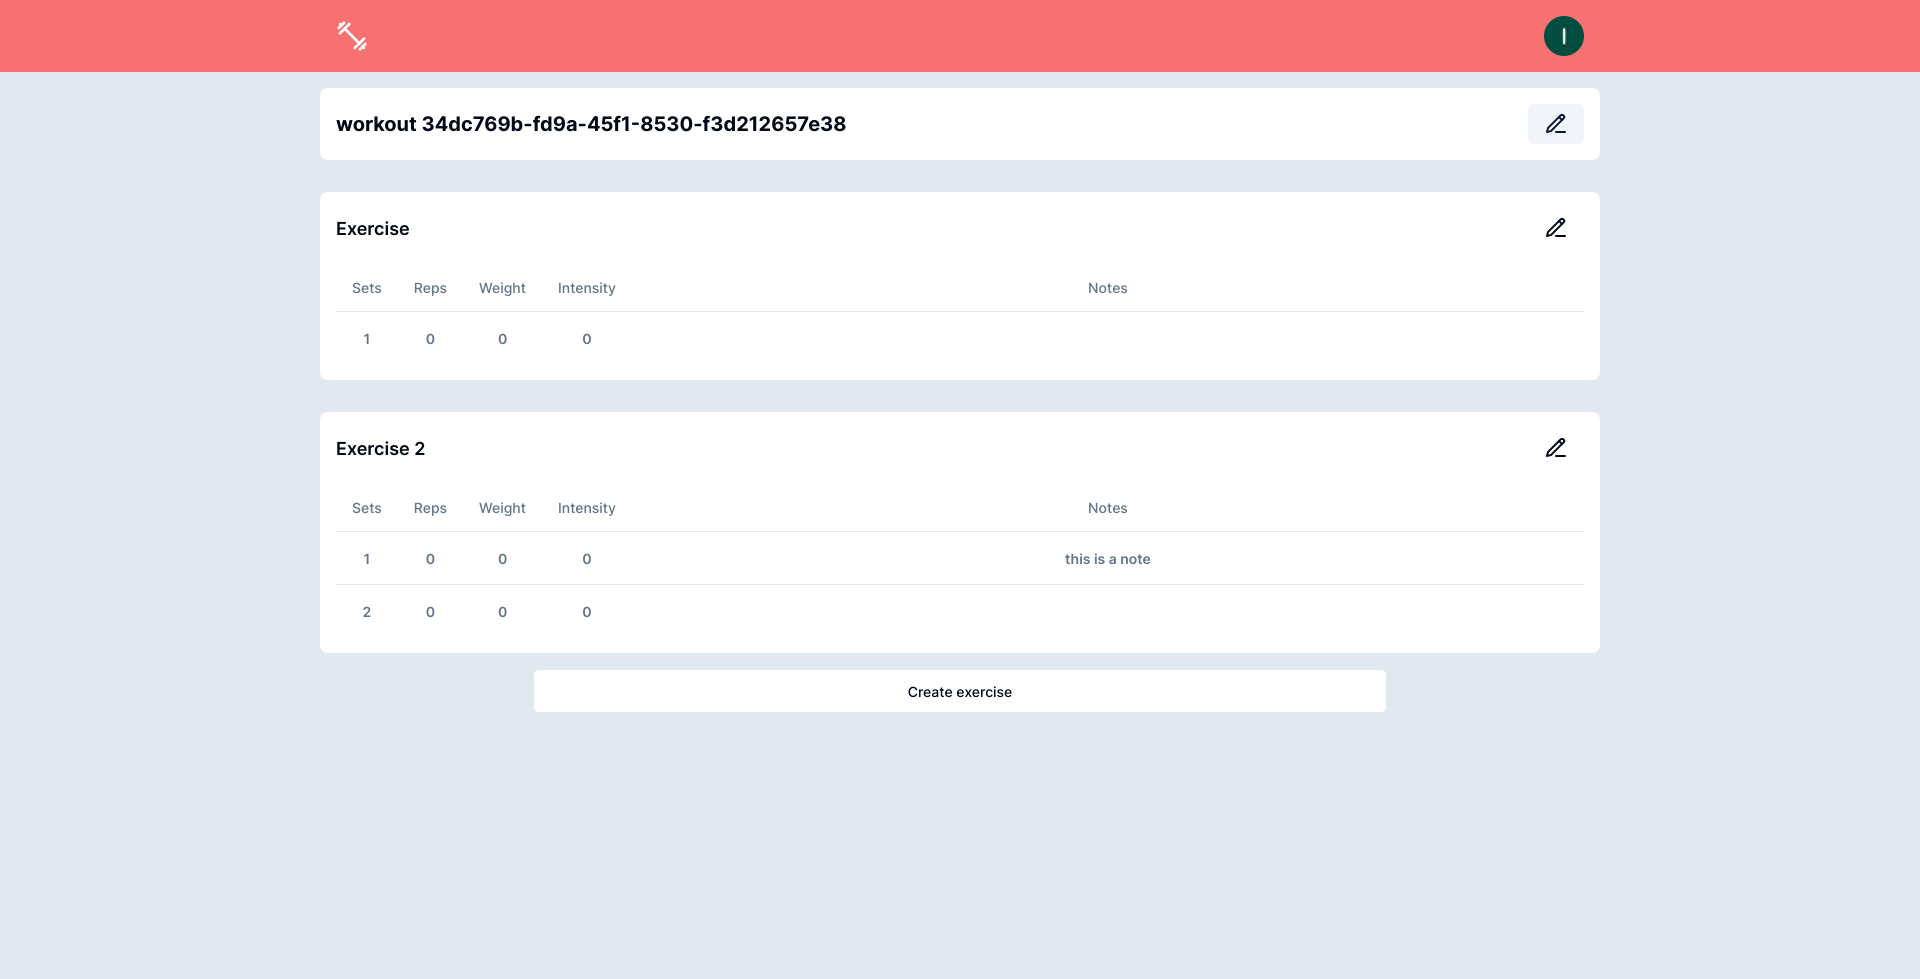 I
workout 34dc769b-fd9a-45f1-8530-f3d212657e38
Exercise
Sets Reps Weight Intensity Notes
1 0 0 0
Exercise 2
Sets Reps Weight Intensity Notes
1 0 0 0 this is a note
2 0 0 0
Create exercise